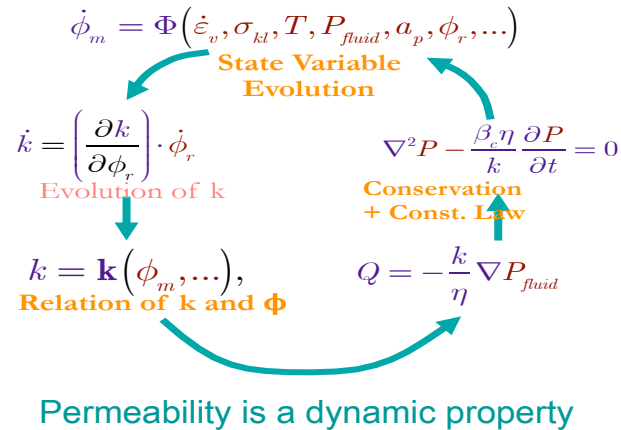 φ̇_m = Φ(ε̇_v, σ_kl, T, P_fluid, a_p, φ_r, ...)
State Variable
Evolution
k̇ = (∂k/∂φ_r) · φ̇_r
Evolution of k
∇²P − (β_c η/k) ∂P/∂t = 0
Conservation
+ Const. Law
k = 𝐤(φ_m, ...),
Relation of k and Φ
Q = −(k/η) ∇P_fluid
Permeability is a dynamic property